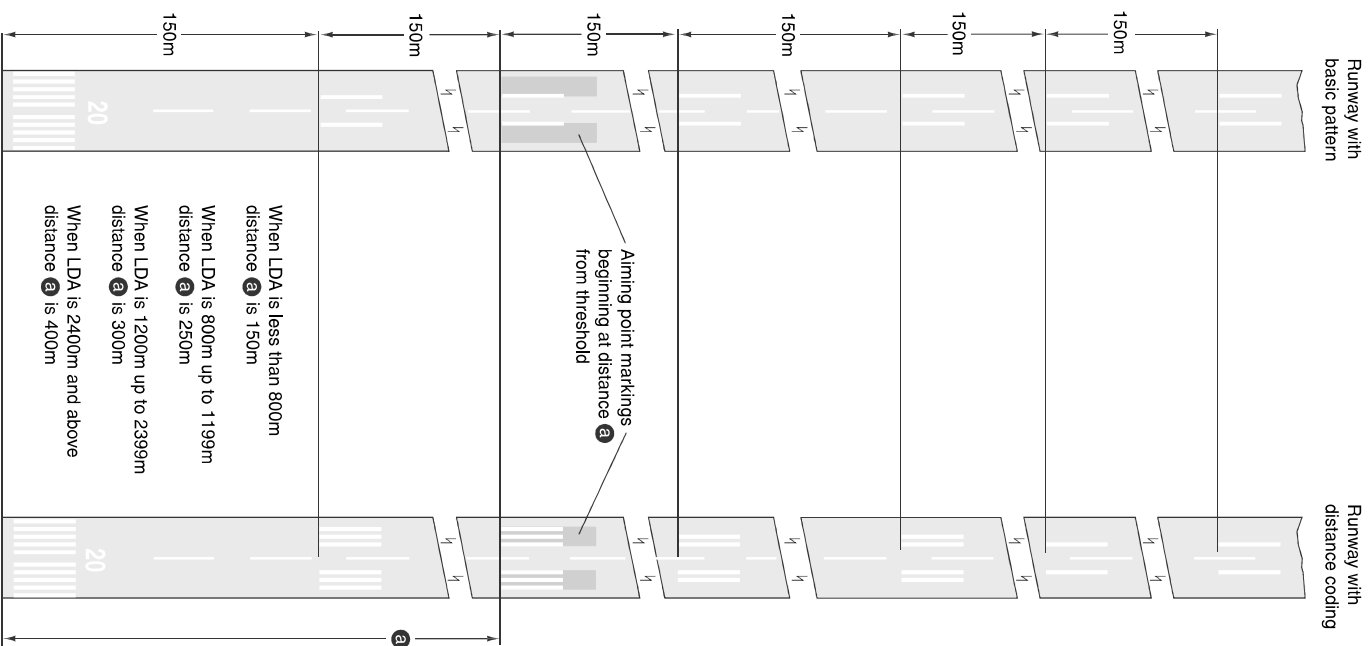 Runway with
basic pattern
Runway with
distance coding
150m
150m
150m
150m
150m
150m
Aiming point markings
beginning at distance a
from threshold
When LDA is less than 800m
distance a is 150m
When LDA is 800m up to 1199m
distance a is 250m
When LDA is 1200m up to 2399m
distance a is 300m
When LDA is 2400m and above
distance a is 400m
a
20
20